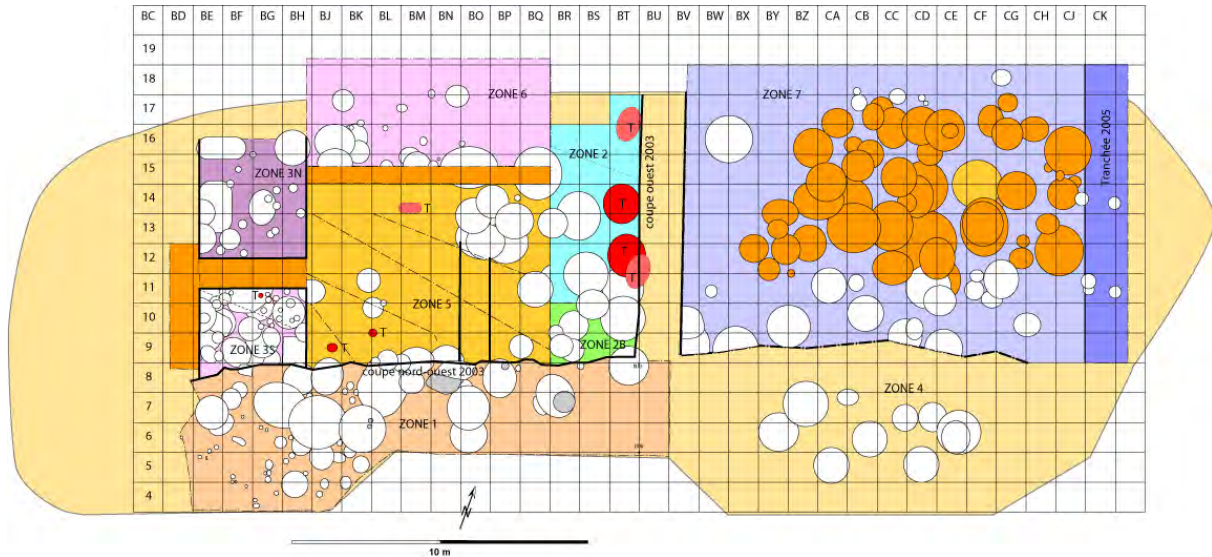 BC BD BE BF BG BH BJ BK BL BM BN BO BP BQ BR BS BT BU BV BW BX BY BZ CA CB CC CD CE CF CG CH CJ CK
19
18
17
16
15
14
13
12
11
10
9
8
7
6
5
4
ZONE 6
ZONE 7
ZONE 2
ZONE 3N
ZONE 5
ZONE 3S
ZONE 2B
ZONE 1
ZONE 4
T
T
T
T
T
T
T
T
coupe ouest 2003
Tranchée 2005
coupe nord-ouest 2003
N
10 m